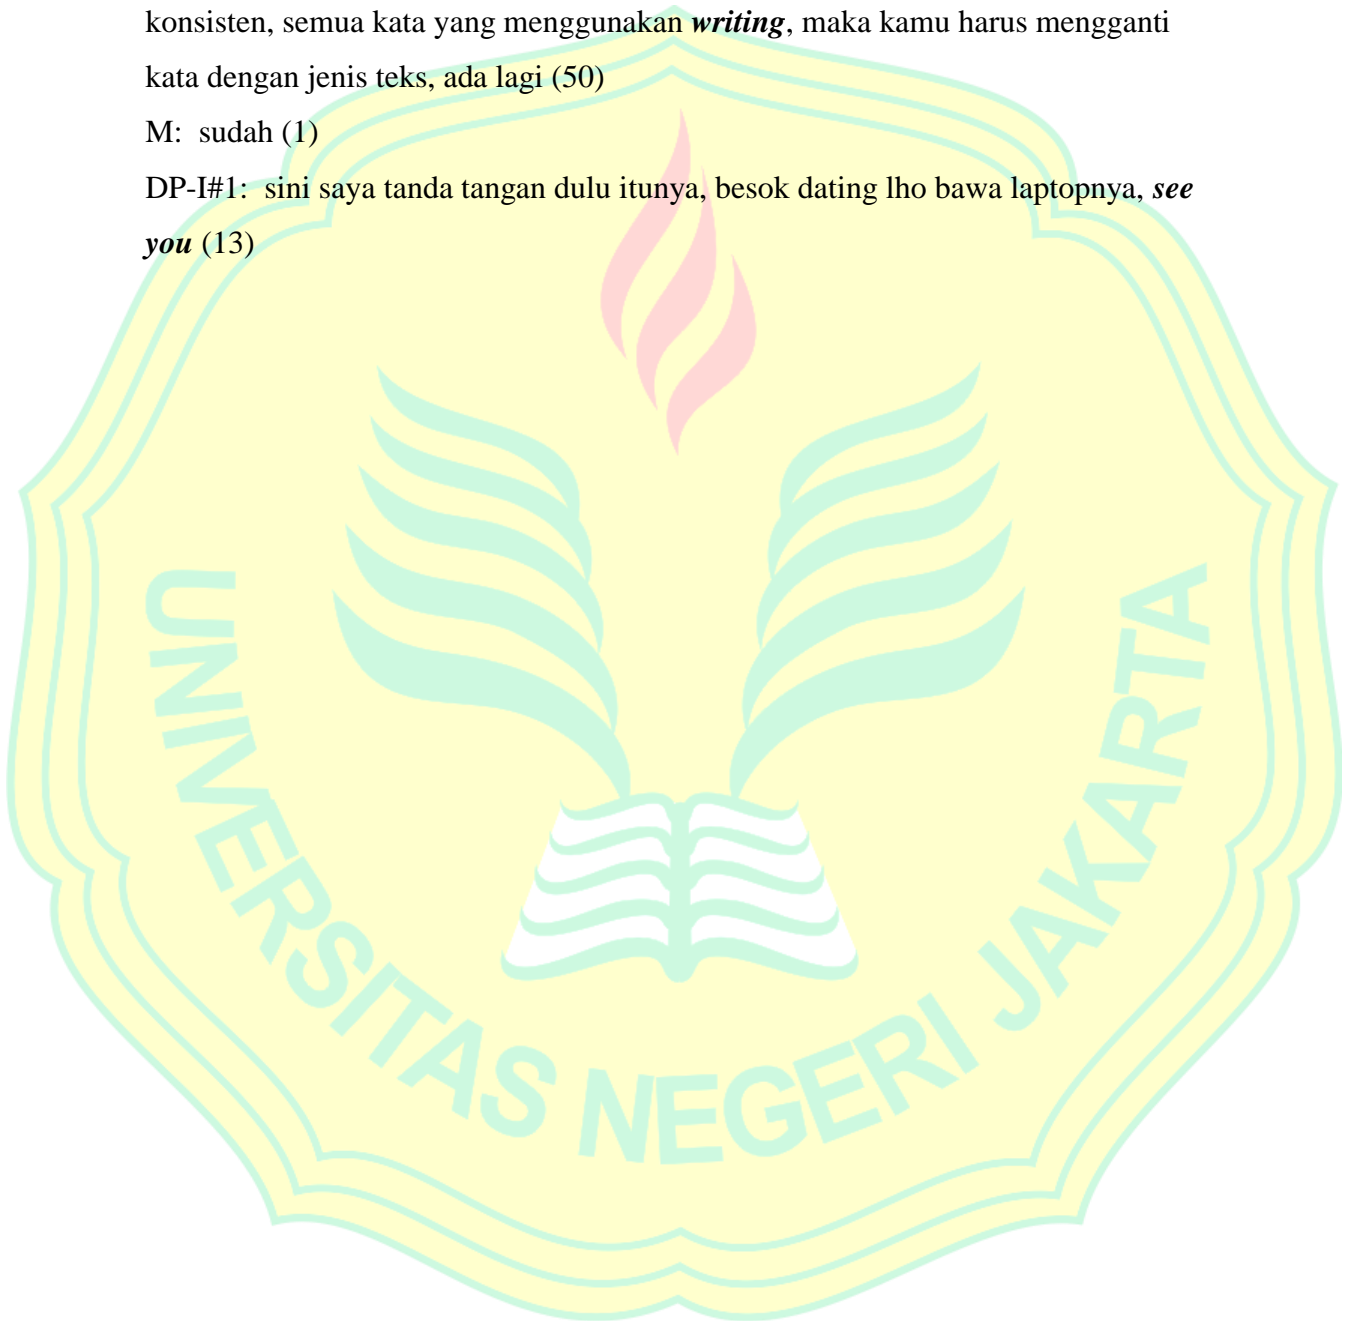 konsisten, semua kata yang menggunakan writing, maka kamu harus mengganti
kata dengan jenis teks, ada lagi (50)
M: sudah (1)
DP-I#1: sini saya tanda tangan dulu itunya, besok dating lho bawa laptopnya, see
you (13)
UNIVERSITAS NEGERI JAKARTA